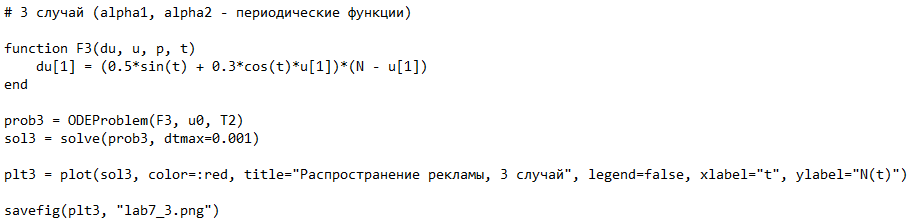 # 3 случай (alpha1, alpha2 - периодические функции)
function F3(du, u, p, t)
    du[1] = (0.5*sin(t) + 0.3*cos(t)*u[1])*(N - u[1])
end
prob3 = ODEProblem(F3, u0, T2)
sol3 = solve(prob3, dtmax=0.001)
plt3 = plot(sol3, color=:red, title="Распространение рекламы, 3 случай", legend=false, xlabel="t", ylabel="N(t)")
savefig(plt3, "lab7_3.png")